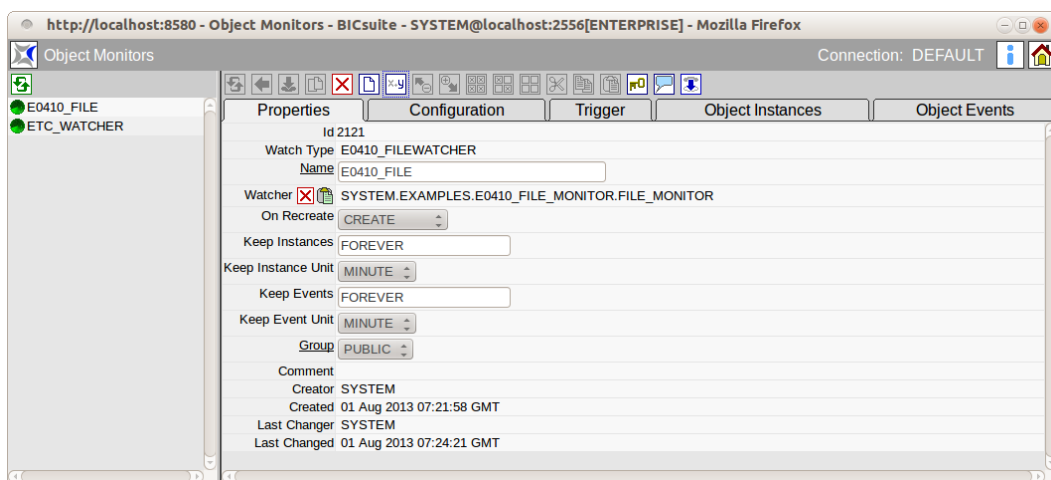 http://localhost:8580 - Object Monitors - BICsuite - SYSTEM@localhost:2556[ENTERPRISE] - Mozilla Firefox
Object Monitors Connection: DEFAULT i
x.y
E0410_FILE
ETC_WATCHER
Properties Configuration Trigger Object Instances Object Events
Id 2121
Watch Type E0410_FILEWATCHER
Name E0410_FILE
Watcher SYSTEM.EXAMPLES.E0410_FILE_MONITOR.FILE_MONITOR
On Recreate CREATE
Keep Instances FOREVER
Keep Instance Unit MINUTE
Keep Events FOREVER
Keep Event Unit MINUTE
Group PUBLIC
Comment
Creator SYSTEM
Created 01 Aug 2013 07:21:58 GMT
Last Changer SYSTEM
Last Changed 01 Aug 2013 07:24:21 GMT